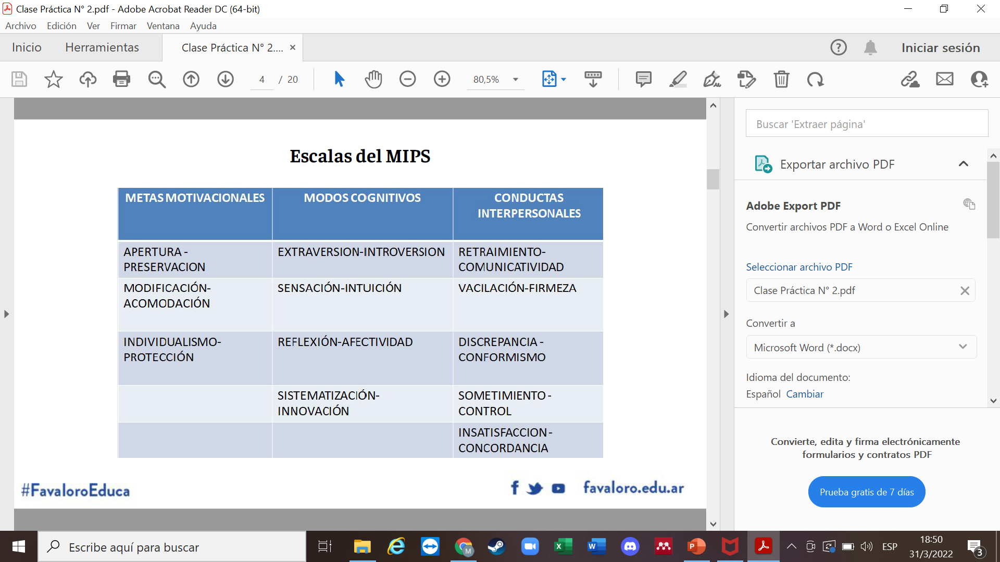 Clase Práctica N° 2.pdf - Adobe Acrobat Reader DC (64-bit)
Archivo Edición Ver Firmar Ventana Ayuda
Inicio Herramientas Clase Práctica N° 2.... × Iniciar sesión
4 / 20 80,5%
Buscar 'Extraer página'
Exportar archivo PDF
Adobe Export PDF
Convertir archivos PDF a Word o Excel Online
Seleccionar archivo PDF
Clase Práctica N° 2.pdf
Convertir a
Microsoft Word (*.docx)
Idioma del documento:
Español Cambiar
Convierte, edita y firma electrónicamente
formularios y contratos PDF
Prueba gratis de 7 días
Escalas del MIPS
METAS MOTIVACIONALES
MODOS COGNITIVOS
CONDUCTAS
INTERPERSONALES
APERTURA -
PRESERVACION
EXTRAVERSION-INTROVERSION
RETRAIMIENTO-
COMUNICATIVIDAD
MODIFICACIÓN-
ACOMODACIÓN
SENSACIÓN-INTUICIÓN
VACILACIÓN-FIRMEZA
INDIVIDUALISMO-
PROTECCIÓN
REFLEXIÓN-AFECTIVIDAD
DISCREPANCIA -
CONFORMISMO
SISTEMATIZACIÓN-
INNOVACIÓN
SOMETIMIENTO -
CONTROL
INSATISFACCION -
CONCORDANCIA
#FavaloroEduca
favaloro.edu.ar
Escribe aquí para buscar
ESP
18:50
31/3/2022
3